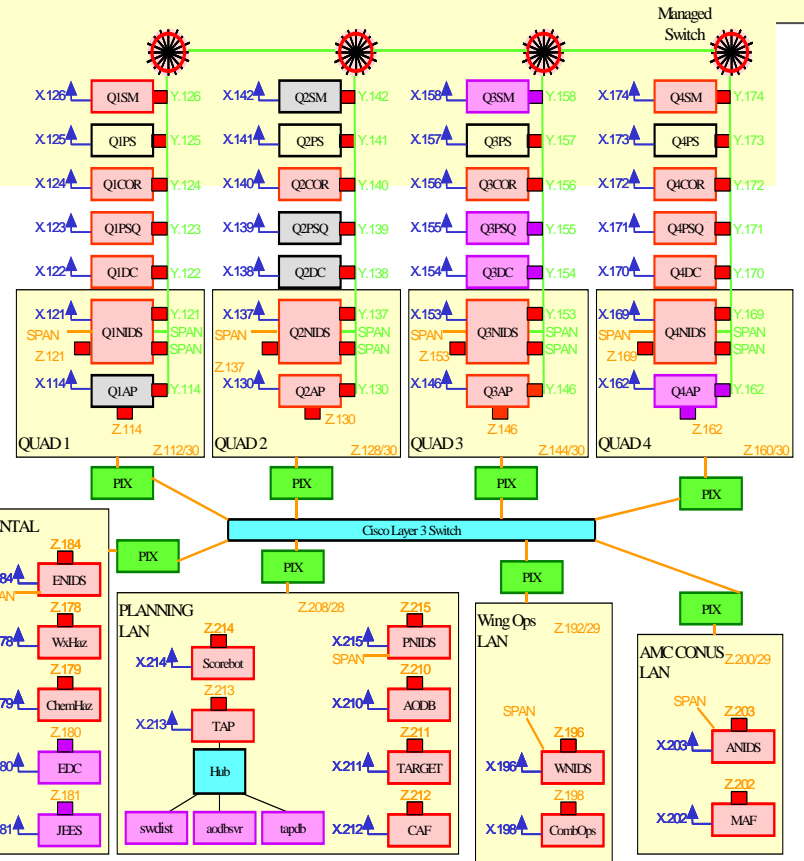 Managed
Switch
X.126 Q1SM Y.126 X.142 Q2SM Y.142 X.158 Q3SM Y.158 X.174 Q4SM Y.174
X.125 Q1PS Y.125 X.141 Q2PS Y.141 X.157 Q3PS Y.157 X.173 Q4PS Y.173
X.124 Q1COR Y.124 X.140 Q2COR Y.140 X.156 Q3COR Y.156 X.172 Q4COR Y.172
X.123 Q1PSQ Y.123 X.139 Q2PSQ Y.139 X.155 Q3PSQ Y.155 X.171 Q4PSQ Y.171
X.122 Q1DC Y.122 X.138 Q2DC Y.138 X.154 Q3DC Y.154 X.170 Q4DC Y.170
X.121 Y.121 X.137 Y.137 X.153 Y.153 X.169 Y.169
SPAN Q1NIDS SPAN SPAN Q2NIDS SPAN SPAN Q3NIDS SPAN SPAN Q4NIDS SPAN
Z.121 SPAN Z.137 SPAN Z.153 SPAN Z.169 SPAN
X.114 Q1AP Y.114 X.130 Q2AP Y.130 X.146 Q3AP Y.146 X.162 Q4AP Y.162
Z.114 Z.130 Z.146 Z.162
QUAD 1 Z.112/30 QUAD 2 Z.128/30 QUAD 3 Z.144/30 QUAD 4 Z.160/30
PIX PIX PIX PIX
Cisco Layer 3 Switch
PIX PIX PIX PIX
NTAL
Z.184
84 ENIDS
AN
Z.178
78 WxHaz
Z.179
79 ChemHaz
Z.180
80 EDC
Z.181
81 JEES
PLANNING
LAN
Z.208/28
Z.214
X.214 Scorebot
Z.213
X.213 TAP
Hub
swdist aodbsvr tapdb
Z.215
X.215 PNIDS
SPAN
Z.210
X.210 AODB
Z.211
X.211 TARGET
Z.212
X.212 CAF
Wing Ops
LAN
Z.192/29
SPAN
Z.196
X.196 WNIDS
Z.198
X.198 CombOps
AMC CONUS
LAN
Z.200/29
SPAN
Z.203
X.203 ANIDS
Z.202
X.202 MAF